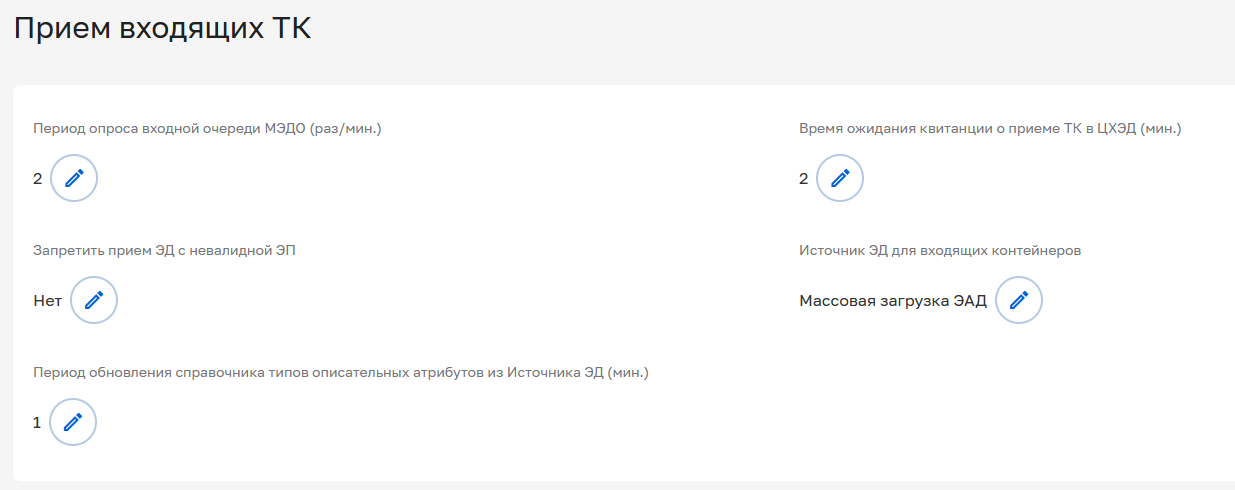 Прием входящих ТК
Период опроса входной очереди МЭДО (раз/мин.)
2
Время ожидания квитанции о приеме ТК в ЦХЭД (мин.)
2
Запретить прием ЭД с невалидной ЭП
Нет
Источник ЭД для входящих контейнеров
Массовая загрузка ЭАД
Период обновления справочника типов описательных атрибутов из Источника ЭД (мин.)
1